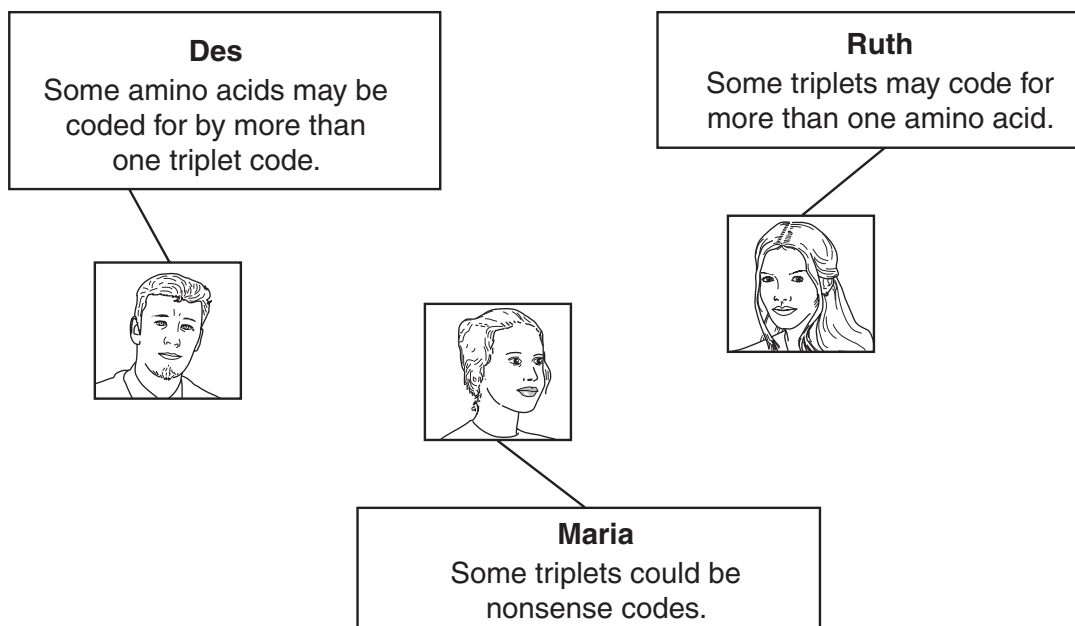 Des
Some amino acids may be
coded for by more than
one triplet code.
Ruth
Some triplets may code for
more than one amino acid.
Maria
Some triplets could be
nonsense codes.